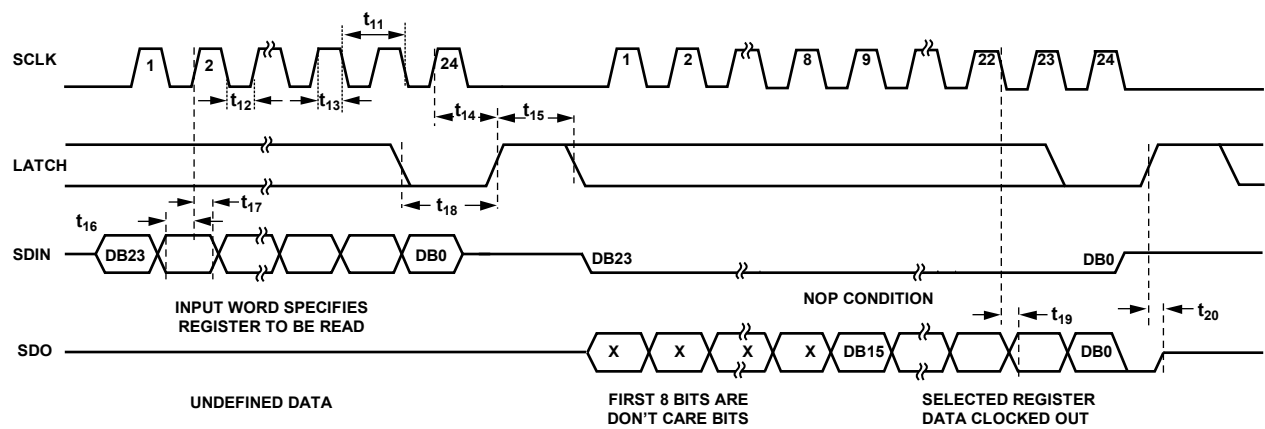 t11
SCLK
1
2
24
1
2
8
9
22
23
24
t12
t13
t14
t15
LATCH
t16
t17
t18
SDIN
DB23
DB0
DB23
DB0
INPUT WORD SPECIFIES
REGISTER TO BE READ
NOP CONDITION
t19
t20
SDO
X
X
X
X
DB15
DB0
UNDEFINED DATA
FIRST 8 BITS ARE
DON'T CARE BITS
SELECTED REGISTER
DATA CLOCKED OUT